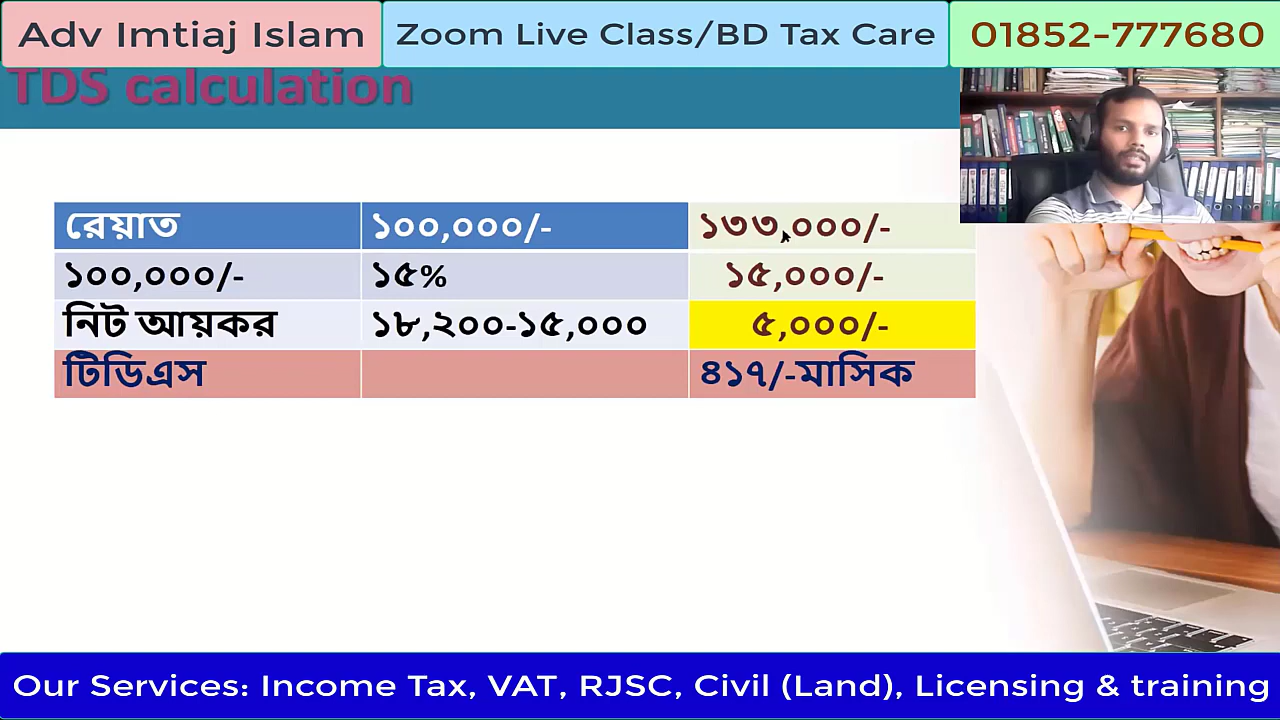 Adv Imtiaj Islam Zoom Live Class/BD Tax Care 01852-777680
TDS calculation
রেয়াত ১০০,০০০/- ১৩৩,০০০/-
১০০,০০০/- ১৫% ১৫,০০০/-
নিট আয়কর ১৮,২০০-১৫,০০০ ৫,০০০/-
টিডিএস ৪১৭/-মাসিক
Our Services: Income Tax, VAT, RJSC, Civil (Land), Licensing & training